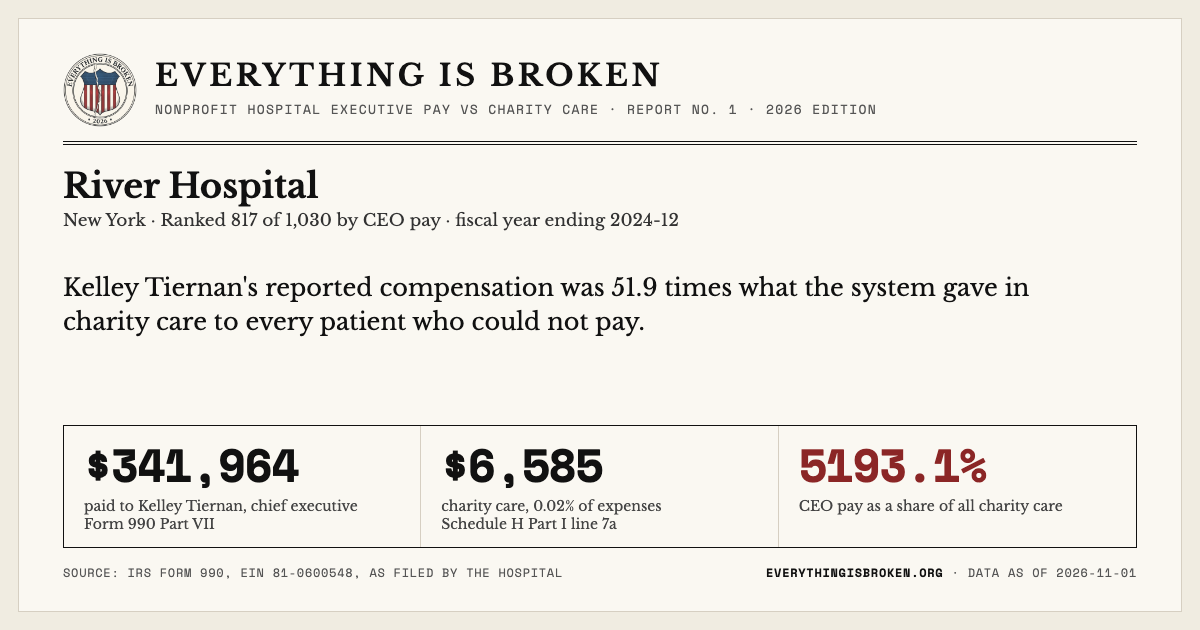 EVERYTHING IS BROKEN
· 2026 ·
EVERYTHING IS BROKEN
NONPROFIT HOSPITAL EXECUTIVE PAY VS CHARITY CARE · REPORT NO. 1 · 2026 EDITION
River Hospital
New York · Ranked 817 of 1,030 by CEO pay · fiscal year ending 2024-12
Kelley Tiernan's reported compensation was 51.9 times what the system gave in
charity care to every patient who could not pay.
$341,964
paid to Kelley Tiernan, chief executive
Form 990 Part VII
$6,585
charity care, 0.02% of expenses
Schedule H Part I line 7a
5193.1%
CEO pay as a share of all charity care
SOURCE: IRS FORM 990, EIN 81-0600548, AS FILED BY THE HOSPITAL
EVERYTHINGISBROKEN.ORG · DATA AS OF 2026-11-01